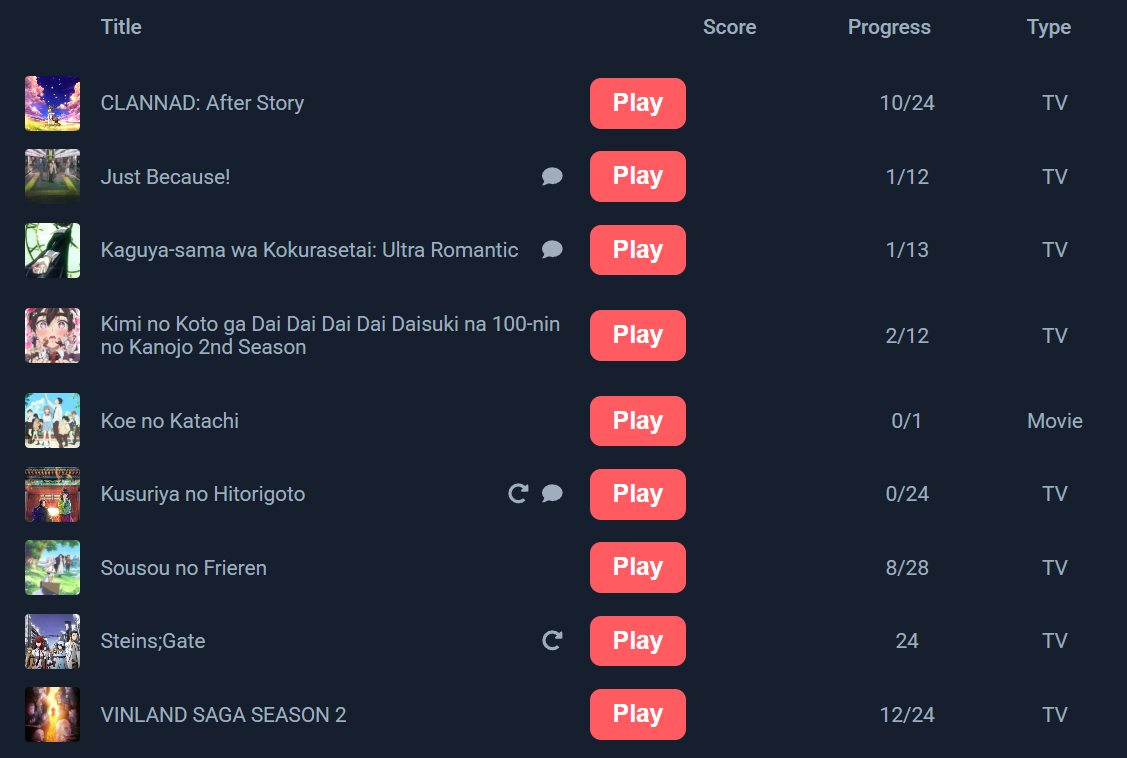 Title Score Progress Type
CLANNAD: After Story Play 10/24 TV
Just Because! Play 1/12 TV
Kaguya-sama wa Kokurasetai: Ultra Romantic Play 1/13 TV
Kimi no Koto ga Dai Dai Dai Dai Daisuki na 100-nin
no Kanojo 2nd Season Play 2/12 TV
Koe no Katachi Play 0/1 Movie
Kusuriya no Hitorigoto Play 0/24 TV
Sousou no Frieren Play 8/28 TV
Steins;Gate Play 24 TV
VINLAND SAGA SEASON 2 Play 12/24 TV